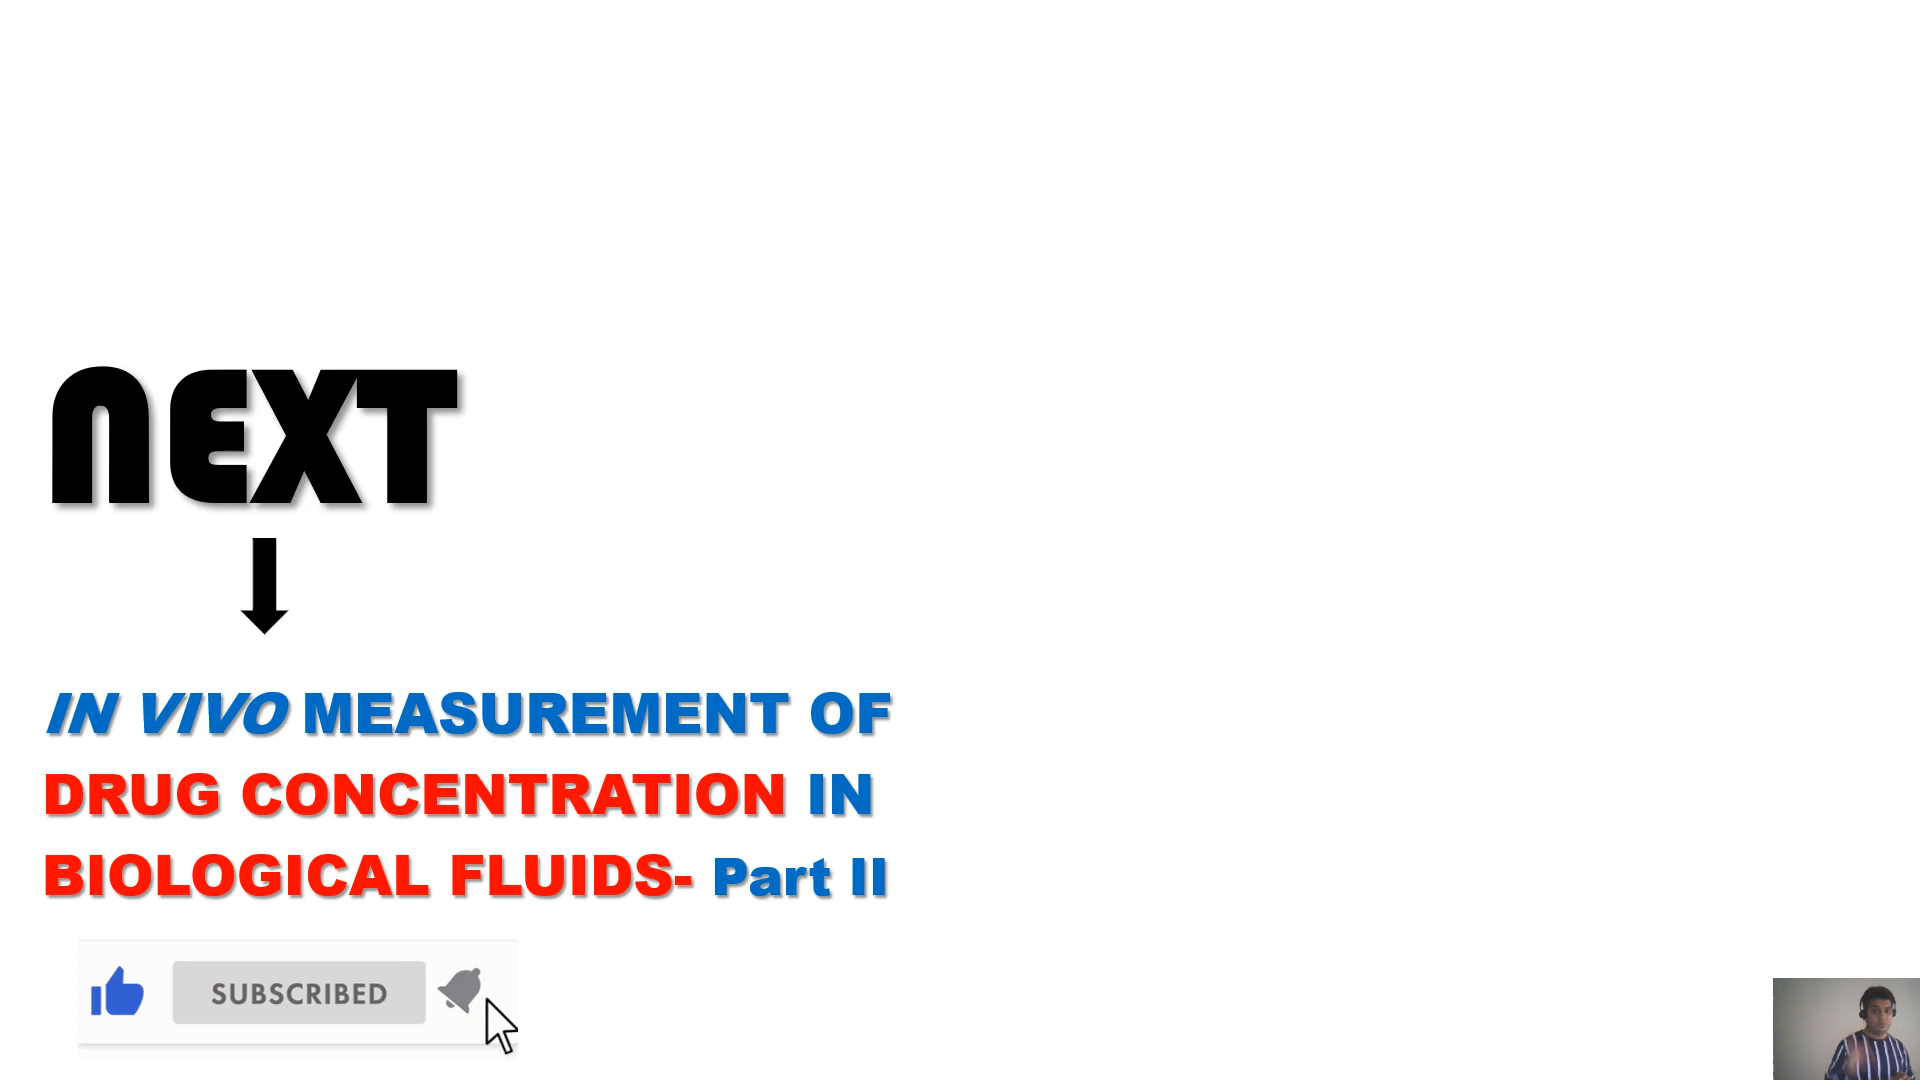 NEXT
IN VIVO MEASUREMENT OF
DRUG CONCENTRATION IN
BIOLOGICAL FLUIDS- Part II
SUBSCRIBED